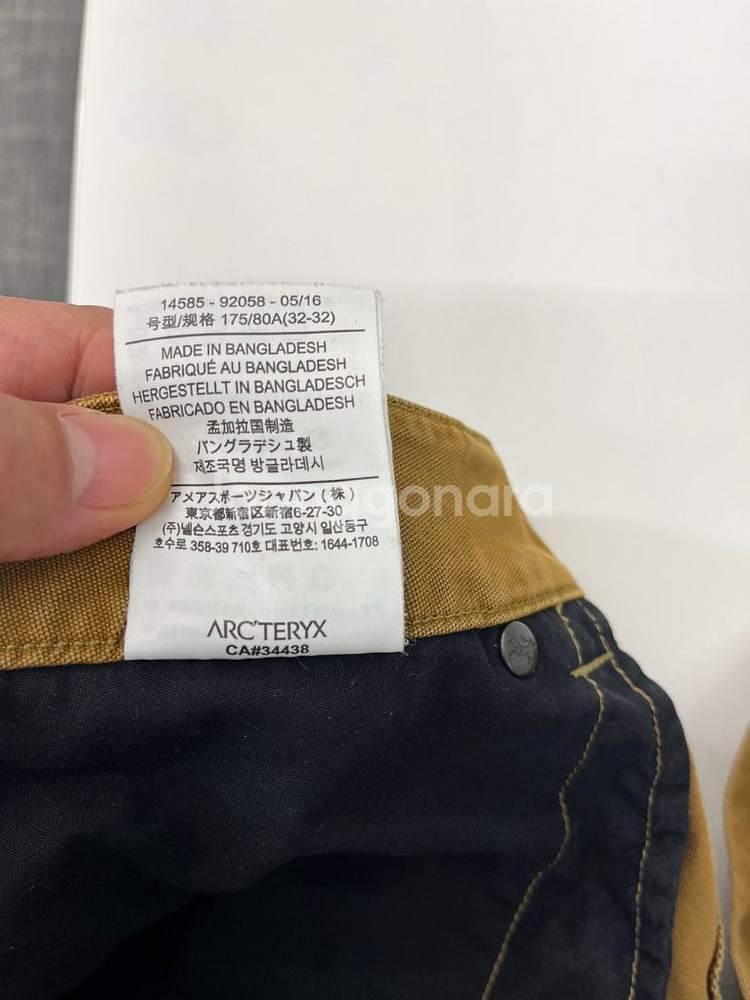 14585 - 92058 - 05/16
号型/规格 175/80A(32-32)
MADE IN BANGLADESH
FABRIQUÉ AU BANGLADESH
HERGESTELLT IN BANGLADESCH
FABRICADO EN BANGLADESH
孟加拉国制造
バングラデシュ製
제조국명 방글라데시
アメアスポーツジャパン(株)
東京都新宿区新宿6-27-30
(주)넬슨스포츠 경기도 고양시 일산동구
호수로 358-39 710호 대표번호: 1644-1708
ARC'TERYX
CA#34438